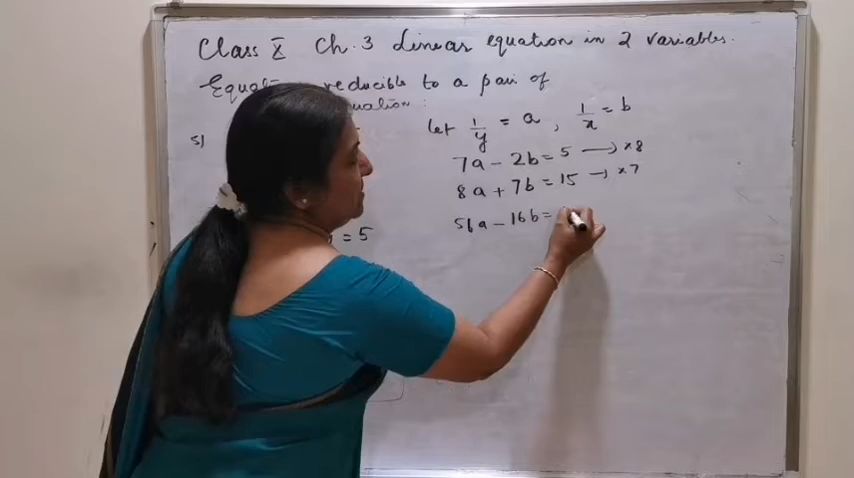 Class X Ch. 3 Linear equation in 2 variables.
reducible to a pair of
let 1/y = a, 1/x = b
5)
7a - 2b = 5 → ×8
8a + 7b = 15 → ×7
56a - 16b =
= 5